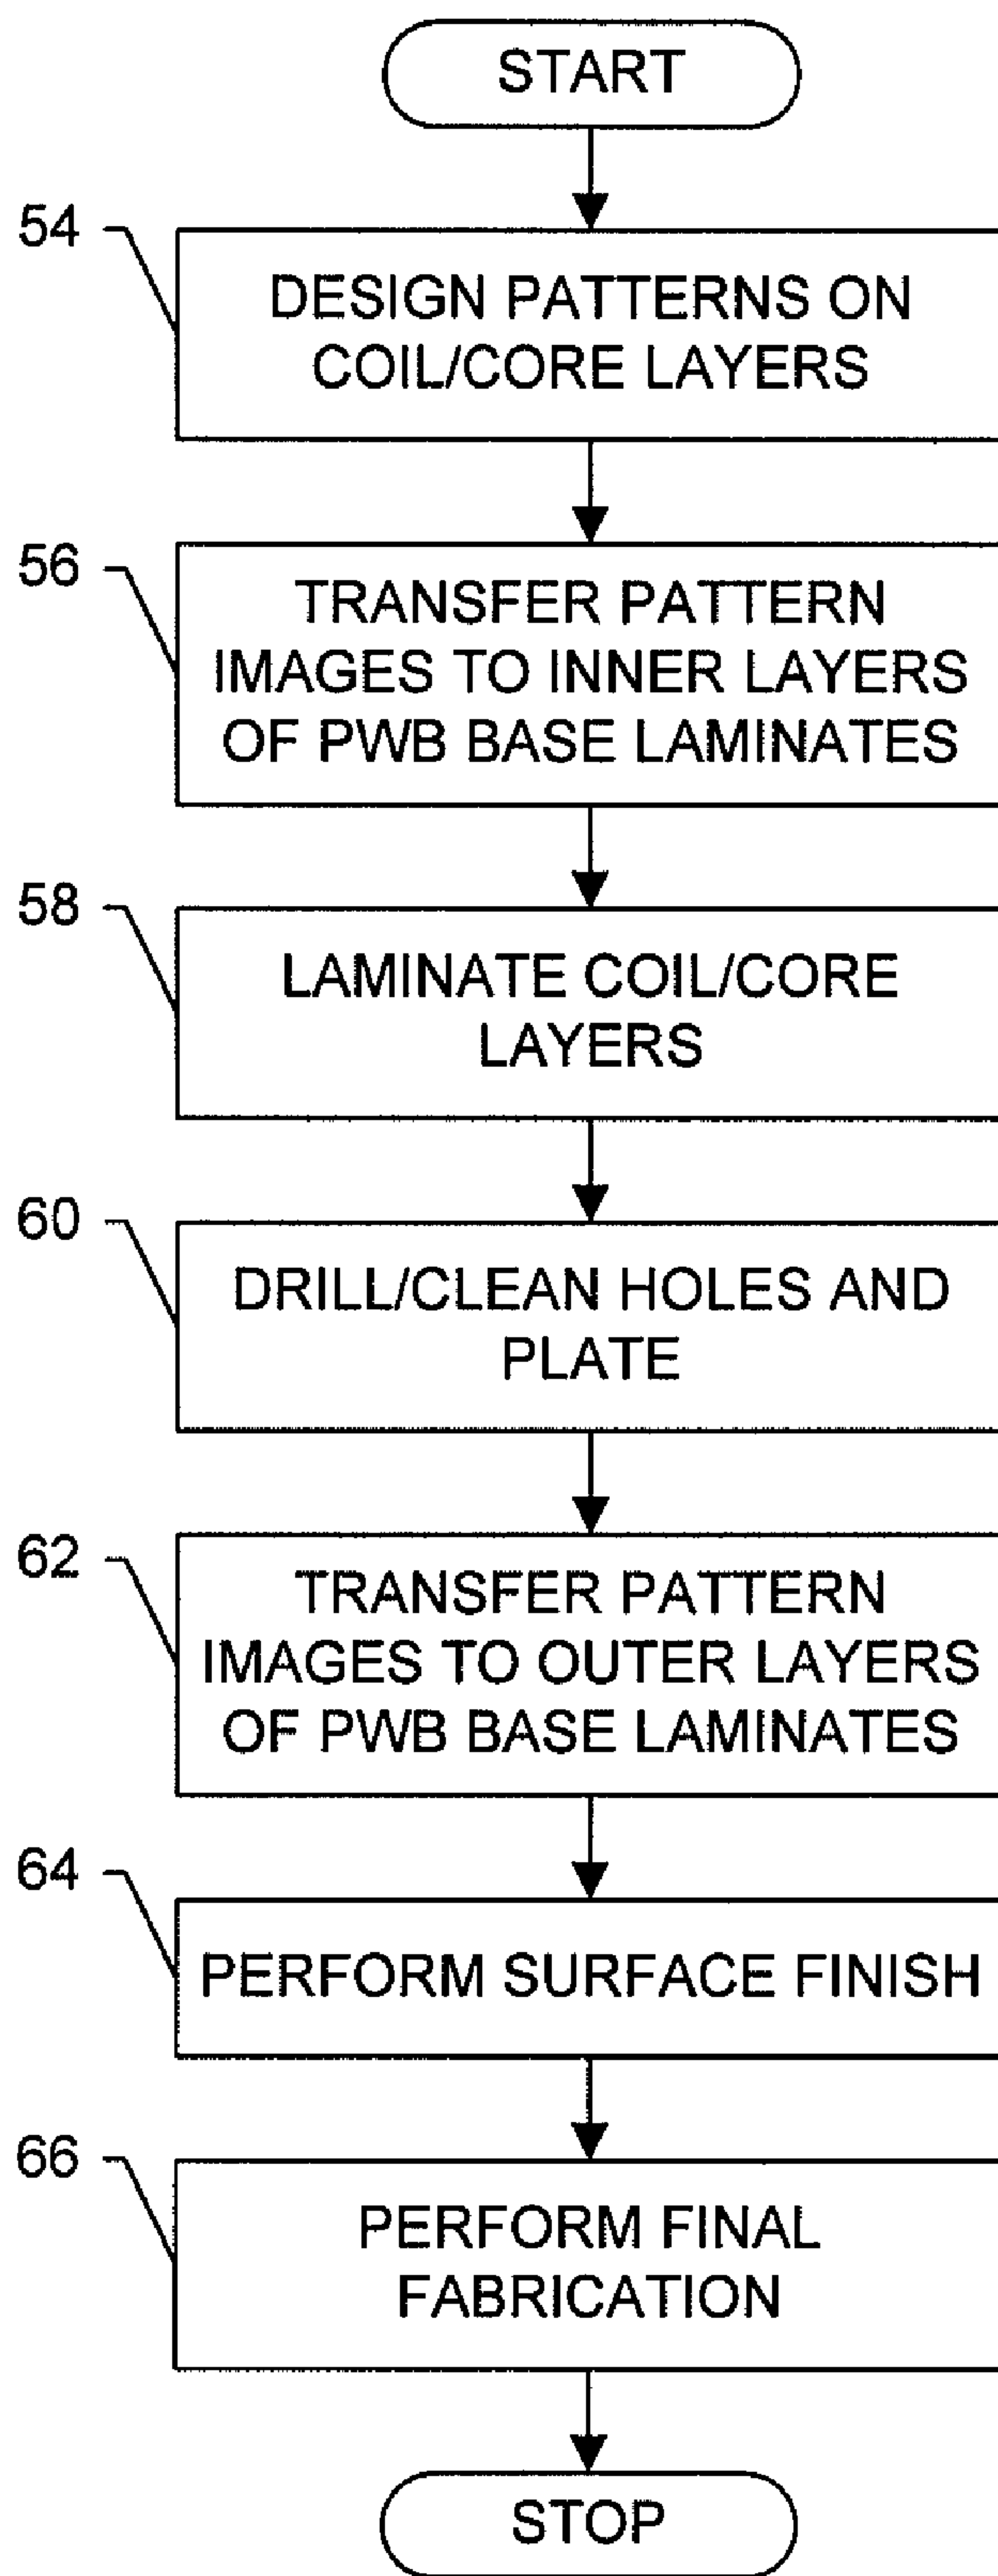 START
54
DESIGN PATTERNS ON
COIL/CORE LAYERS
56
TRANSFER PATTERN
IMAGES TO INNER LAYERS
OF PWB BASE LAMINATES
58
LAMINATE COIL/CORE
LAYERS
60
DRILL/CLEAN HOLES AND
PLATE
62
TRANSFER PATTERN
IMAGES TO OUTER LAYERS
OF PWB BASE LAMINATES
64
PERFORM SURFACE FINISH
66
PERFORM FINAL
FABRICATION
STOP